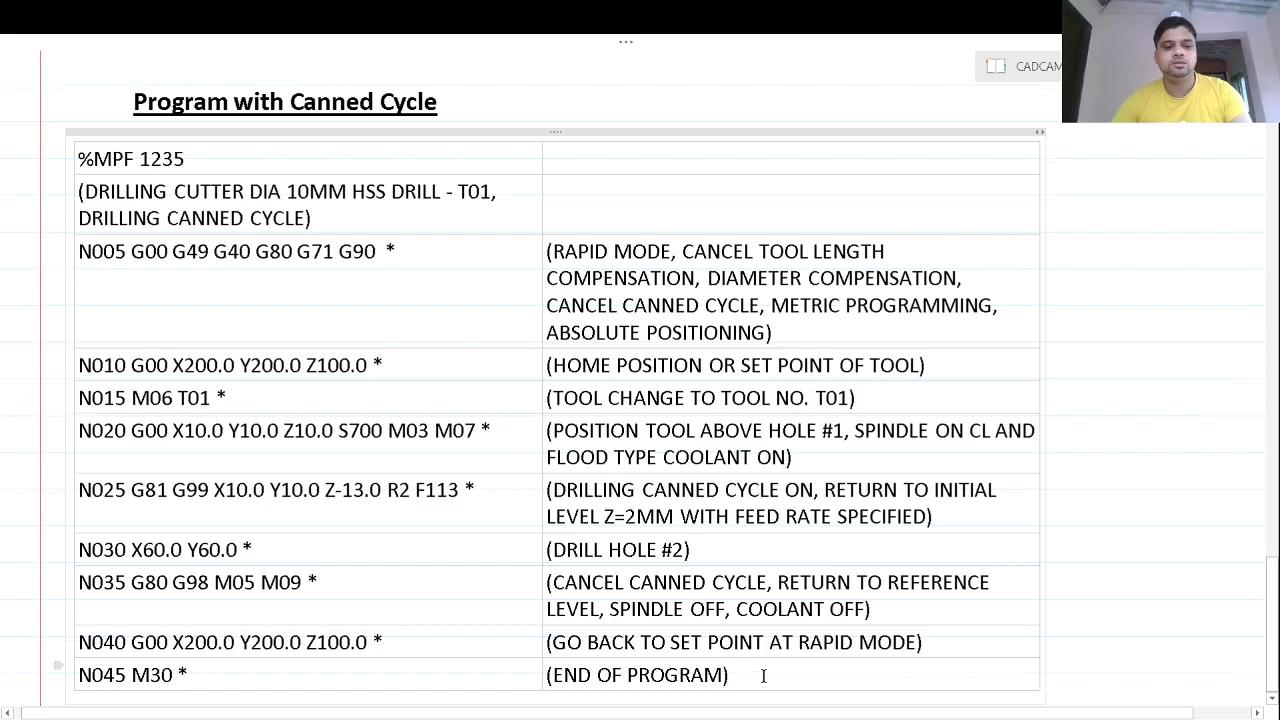 CADCAM
Program with Canned Cycle
%MPF 1235
(DRILLING CUTTER DIA 10MM HSS DRILL - T01,
DRILLING CANNED CYCLE)
N005 G00 G49 G40 G80 G71 G90 *
(RAPID MODE, CANCEL TOOL LENGTH
COMPENSATION, DIAMETER COMPENSATION,
CANCEL CANNED CYCLE, METRIC PROGRAMMING,
ABSOLUTE POSITIONING)
N010 G00 X200.0 Y200.0 Z100.0 *
(HOME POSITION OR SET POINT OF TOOL)
N015 M06 T01 *
(TOOL CHANGE TO TOOL NO. T01)
N020 G00 X10.0 Y10.0 Z10.0 S700 M03 M07 *
(POSITION TOOL ABOVE HOLE #1, SPINDLE ON CL AND
FLOOD TYPE COOLANT ON)
N025 G81 G99 X10.0 Y10.0 Z-13.0 R2 F113 *
(DRILLING CANNED CYCLE ON, RETURN TO INITIAL
LEVEL Z=2MM WITH FEED RATE SPECIFIED)
N030 X60.0 Y60.0 *
(DRILL HOLE #2)
N035 G80 G98 M05 M09 *
(CANCEL CANNED CYCLE, RETURN TO REFERENCE
LEVEL, SPINDLE OFF, COOLANT OFF)
N040 G00 X200.0 Y200.0 Z100.0 *
(GO BACK TO SET POINT AT RAPID MODE)
N045 M30 *
(END OF PROGRAM)